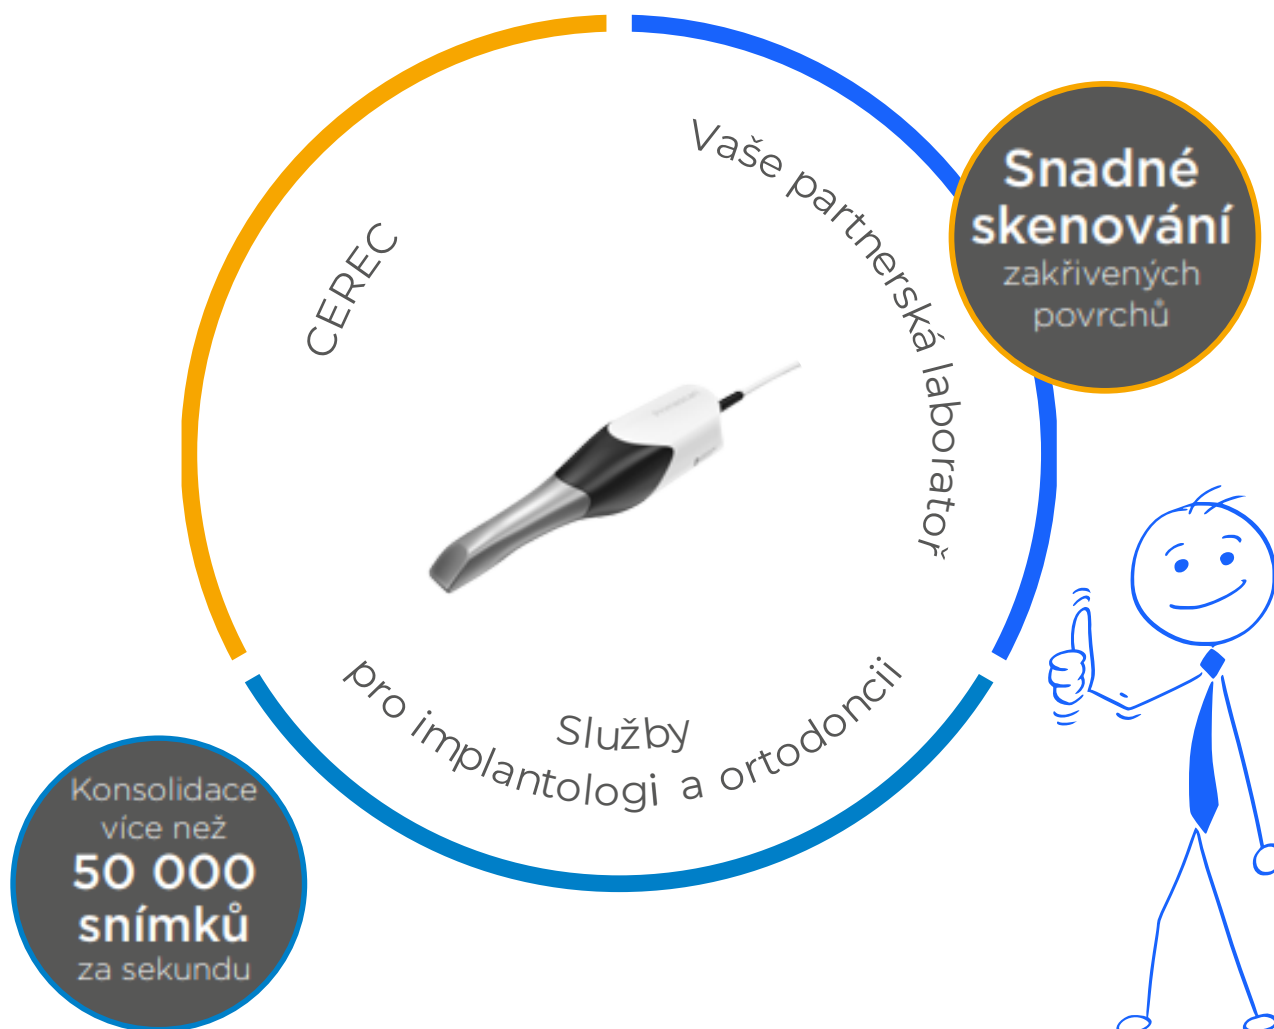 CEREC
Vaše partnerská laboratoř
Snadné
skenování
zakřivených
povrchů
Služby
pro implantologi a ortodoncii
Konsolidace
více než
50 000
snímků
za sekundu